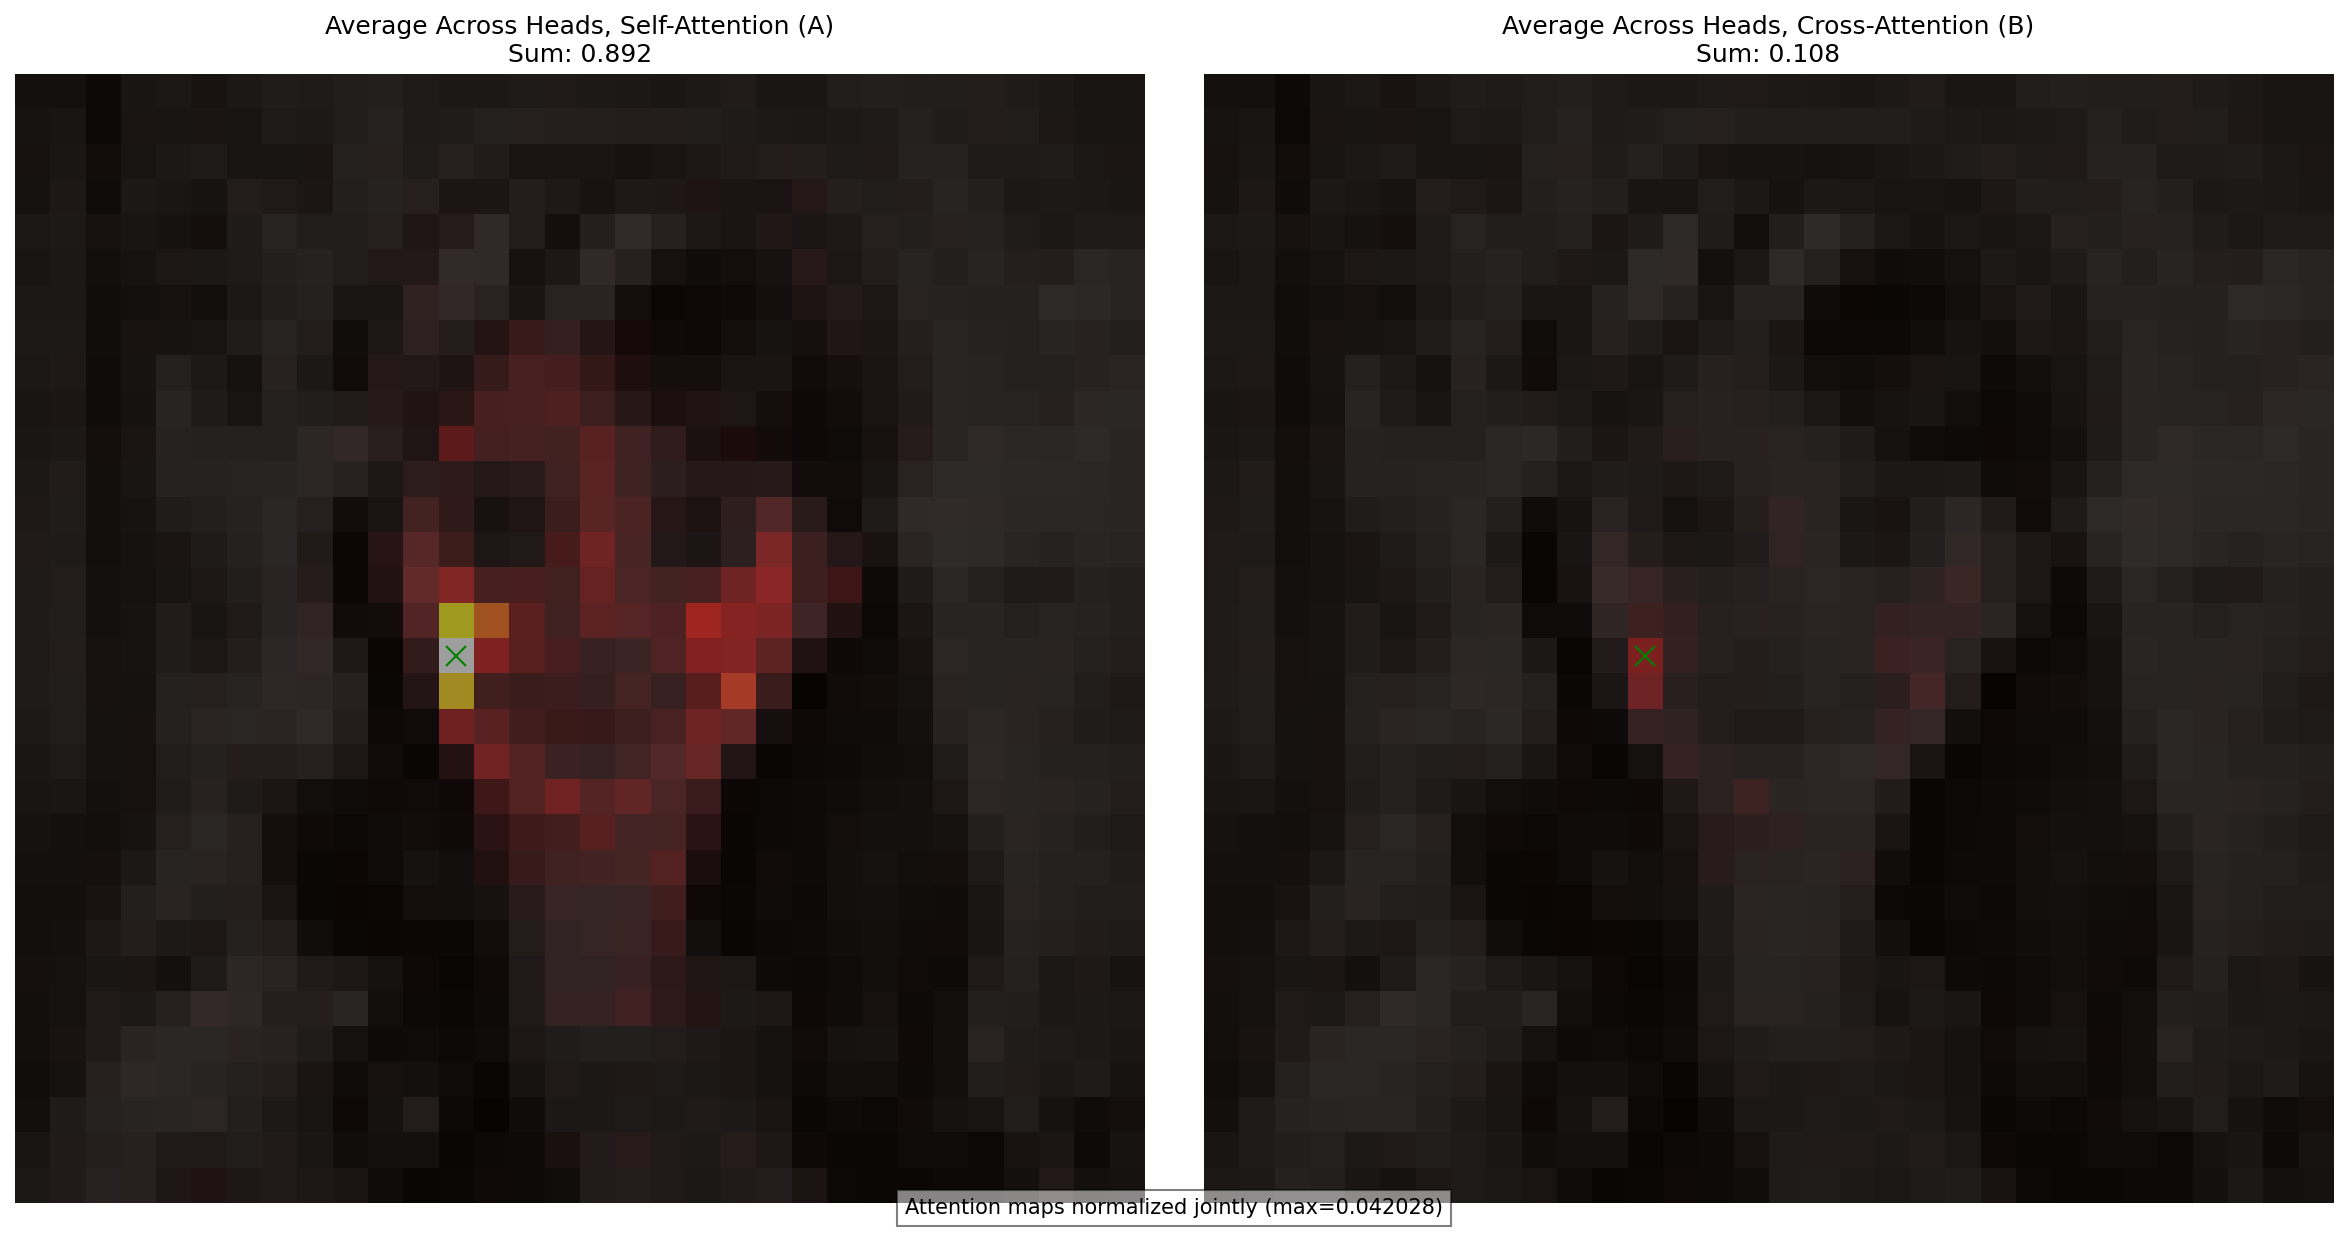 Average Across Heads, Self-Attention (A)
Sum: 0.892
Average Across Heads, Cross-Attention (B)
Sum: 0.108
Attention maps normalized jointly (max=0.042028)